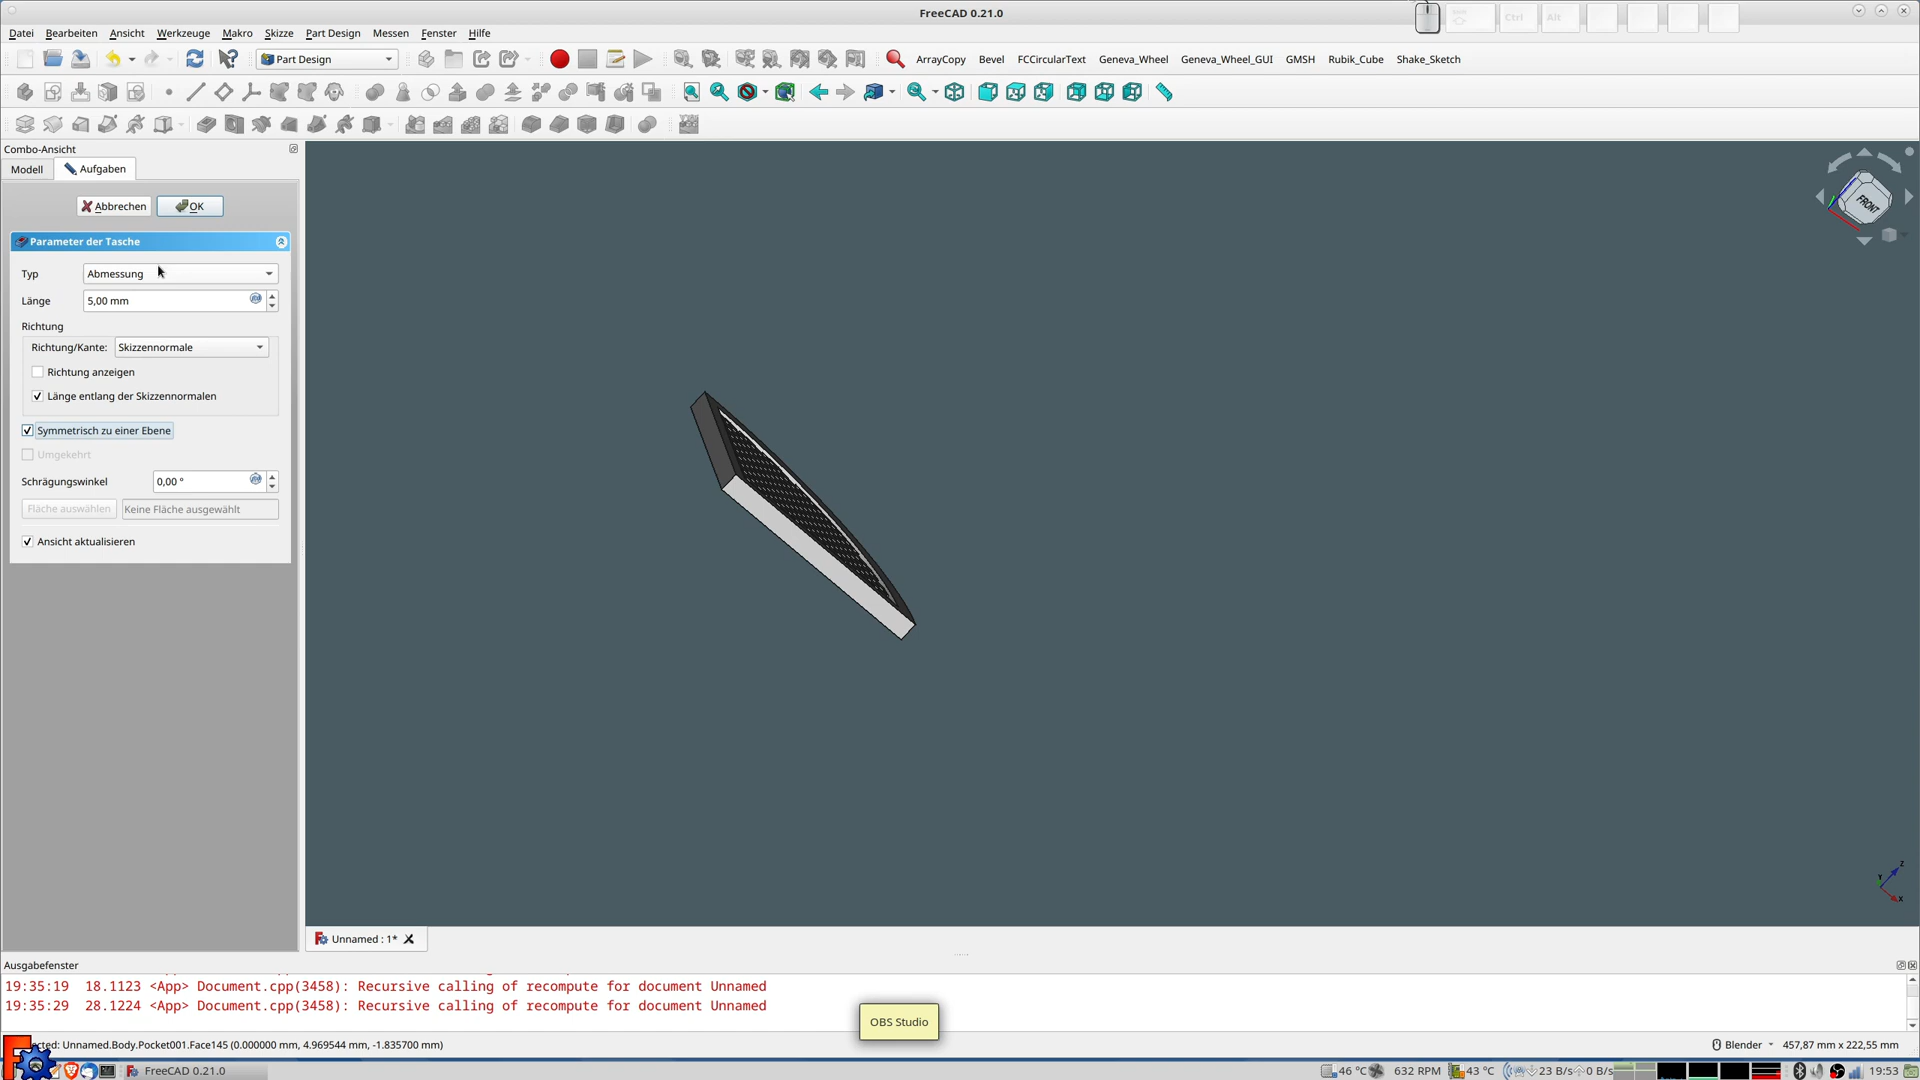 FreeCAD 0.21.0
Ctrl Alt
Datei Bearbeiten Ansicht Werkzeuge Makro Skizze Part Design Messen Fenster Hilfe
Part Design ArrayCopy Bevel FCCircularText Geneva_Wheel Geneva_Wheel_GUI GMSH Rubik_Cube Shake_Sketch
Combo-Ansicht
Modell Aufgaben
Abbrechen OK
Parameter der Tasche
Typ Abmessung
Länge 5,00 mm
Richtung
Richtung/Kante: Skizzennormale
Richtung anzeigen
Länge entlang der Skizzennormalen
Symmetrisch zu einer Ebene
Umgekehrt
Schrägungswinkel 0,00 °
Fläche auswählen Keine Fläche ausgewählt
Ansicht aktualisieren
FRONT
Z
Y
X
Unnamed : 1*
Ausgabefenster
19:35:19 18.1123 <App> Document.cpp(3458): Recursive calling of recompute for document Unnamed
19:35:29 28.1224 <App> Document.cpp(3458): Recursive calling of recompute for document Unnamed
OBS Studio
cted: Unnamed.Body.Pocket001.Face145 (0.000000 mm, 4.969544 mm, -1.835700 mm)
Blender 457,87 mm x 222,55 mm
FreeCAD 0.21.0 46 °C 632 RPM 43 °C 23 B/s 0 B/s 19:53